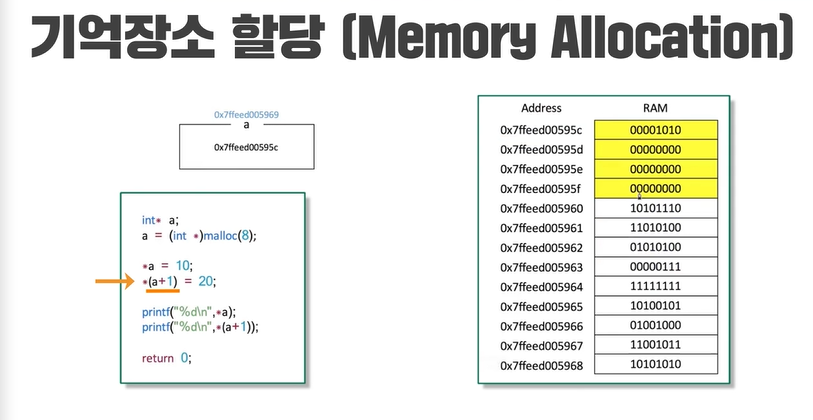 기억장소 할당 (Memory Allocation)
0x7ffeed005969
a
0x7ffeed00595c
int* a;
a = (int *)malloc(8);
*a = 10;
*(a+1) = 20;
printf("%d\n",*a);
printf("%d\n",*(a+1));
return 0;
Address RAM
0x7ffeed00595c 00001010
0x7ffeed00595d 00000000
0x7ffeed00595e 00000000
0x7ffeed00595f 00000000
0x7ffeed005960 10101110
0x7ffeed005961 11010100
0x7ffeed005962 01010100
0x7ffeed005963 00000111
0x7ffeed005964 11111111
0x7ffeed005965 10100101
0x7ffeed005966 01001000
0x7ffeed005967 11001011
0x7ffeed005968 10101010